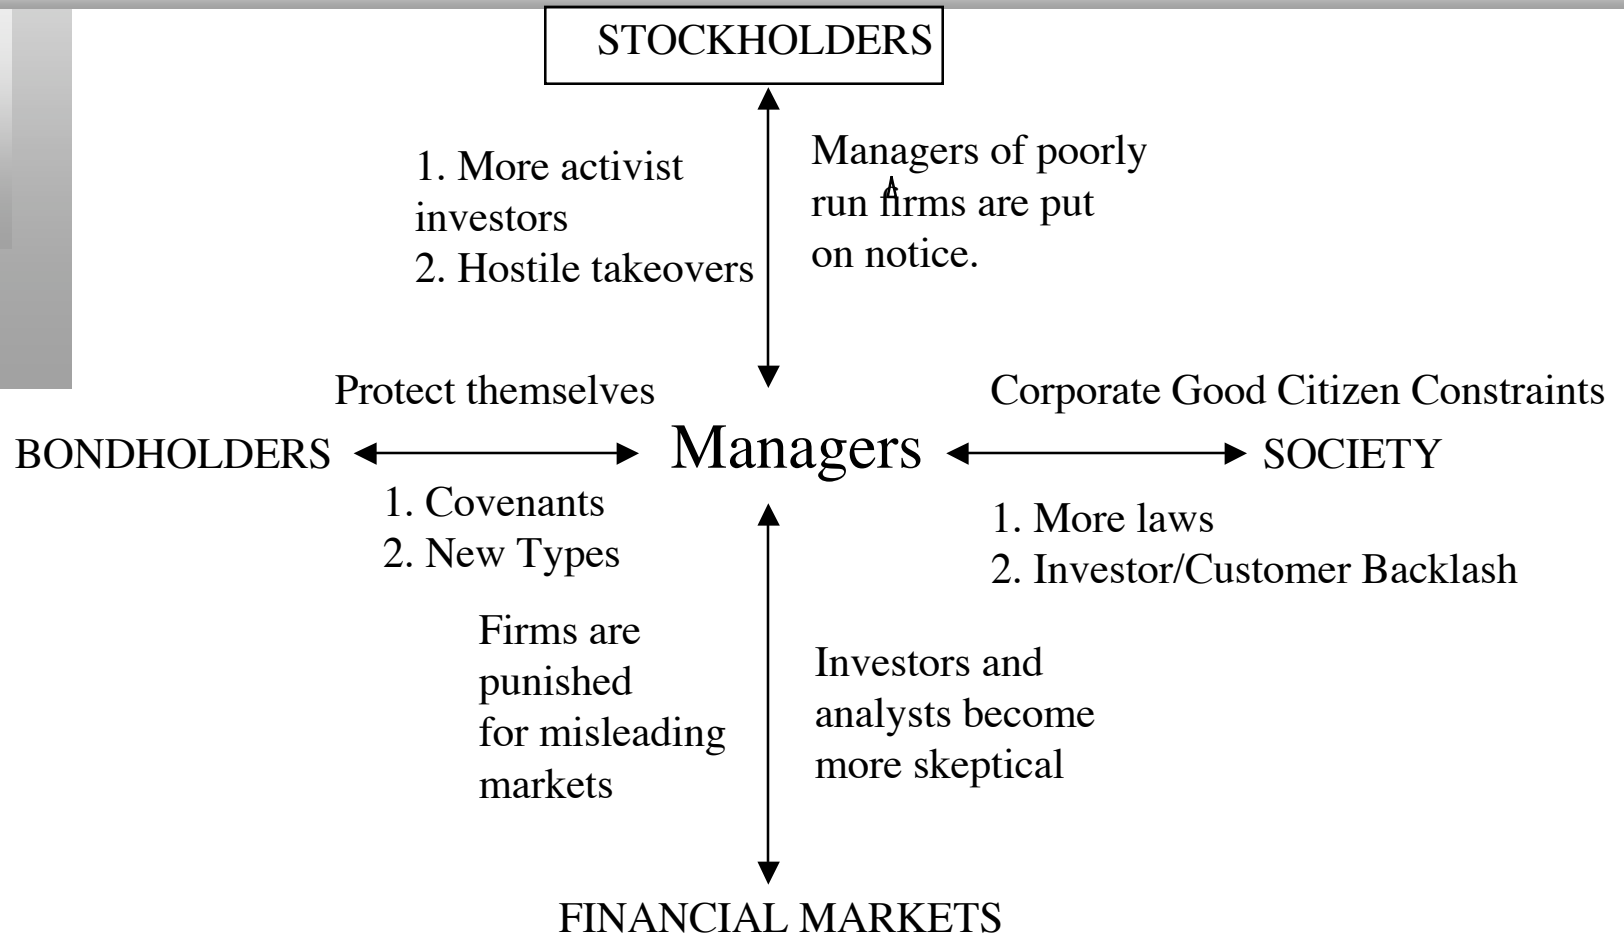 STOCKHOLDERS
1. More activist
investors
2. Hostile takeovers
Managers of poorly
run firms are put
on notice.
Protect themselves
Corporate Good Citizen Constraints
BONDHOLDERS
Managers
SOCIETY
1. Covenants
2. New Types
1. More laws
2. Investor/Customer Backlash
Firms are
punished
for misleading
markets
Investors and
analysts become
more skeptical
FINANCIAL MARKETS